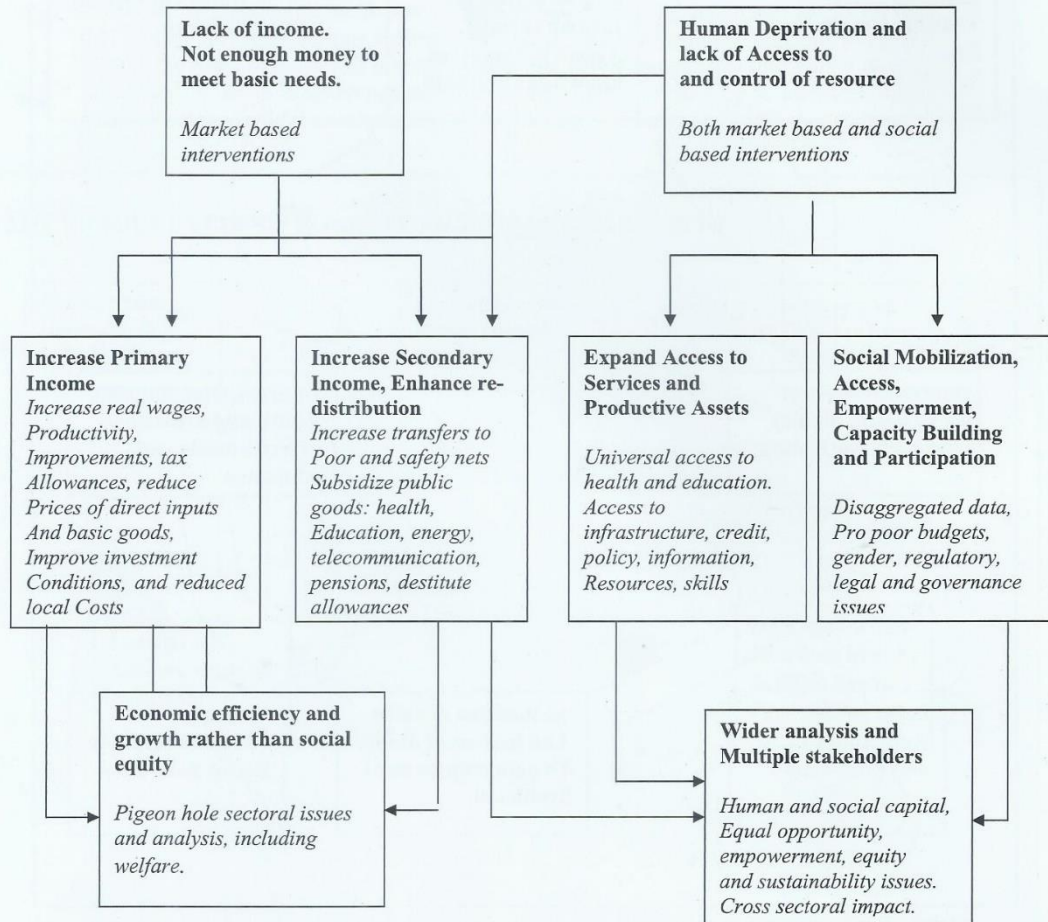 Lack of income.
Not enough money to
meet basic needs.
Market based
interventions
Human Deprivation and
lack of Access to
and control of resource
Both market based and social
based interventions
Increase Primary
Income
Increase real wages,
Productivity,
Improvements, tax
Allowances, reduce
Prices of direct inputs
And basic goods,
Improve investment
Conditions, and reduced
local Costs
Increase Secondary
Income, Enhance re-
distribution
Increase transfers to
Poor and safety nets
Subsidize public
goods: health,
Education, energy,
telecommunication,
pensions, destitute
allowances
Expand Access to
Services and
Productive Assets
Universal access to
health and education.
Access to
infrastructure, credit,
policy, information,
Resources, skills
Social Mobilization,
Access,
Empowerment,
Capacity Building
and Participation
Disaggregated data,
Pro poor budgets,
gender, regulatory,
legal and governance
issues
Economic efficiency and
growth rather than social
equity
Pigeon hole sectoral issues
and analysis, including
welfare.
Wider analysis and
Multiple stakeholders
Human and social capital,
Equal opportunity,
empowerment, equity
and sustainability issues.
Cross sectoral impact.